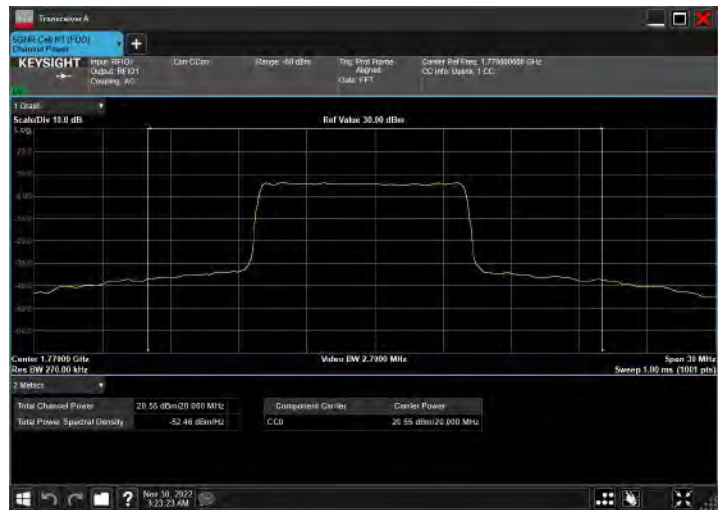 Transceiver A
5GNR Cell N1 (FDD)
Channel Power
KEYSIGHT
Output: RFIO1
Coupling: AC
Corr CCorr
Range: -60 dBm
Trig: Prot Frame
Aligned
Gate: FFT
Carrier Ref Freq: 1.770000000 GHz
CC Info: Uplink, 1 CC
1 Graph
Scale/Div 10.0 dB
Ref Value 30.00 dBm
Log
Center 1.77000 GHz
Video BW 2.7000 MHz
Span 30 MHz
Res BW 270.00 kHz
Sweep 1.00 ms (1001 pts)
2 Metrics
Total Channel Power
20.55 dBm/20.000 MHz
Total Power Spectral Density
-52.46 dBm/Hz
Component Carrier
Carrier Power
CC0
20.55 dBm/20.000 MHz
?
Nov 30, 2022
3:23:23 AM